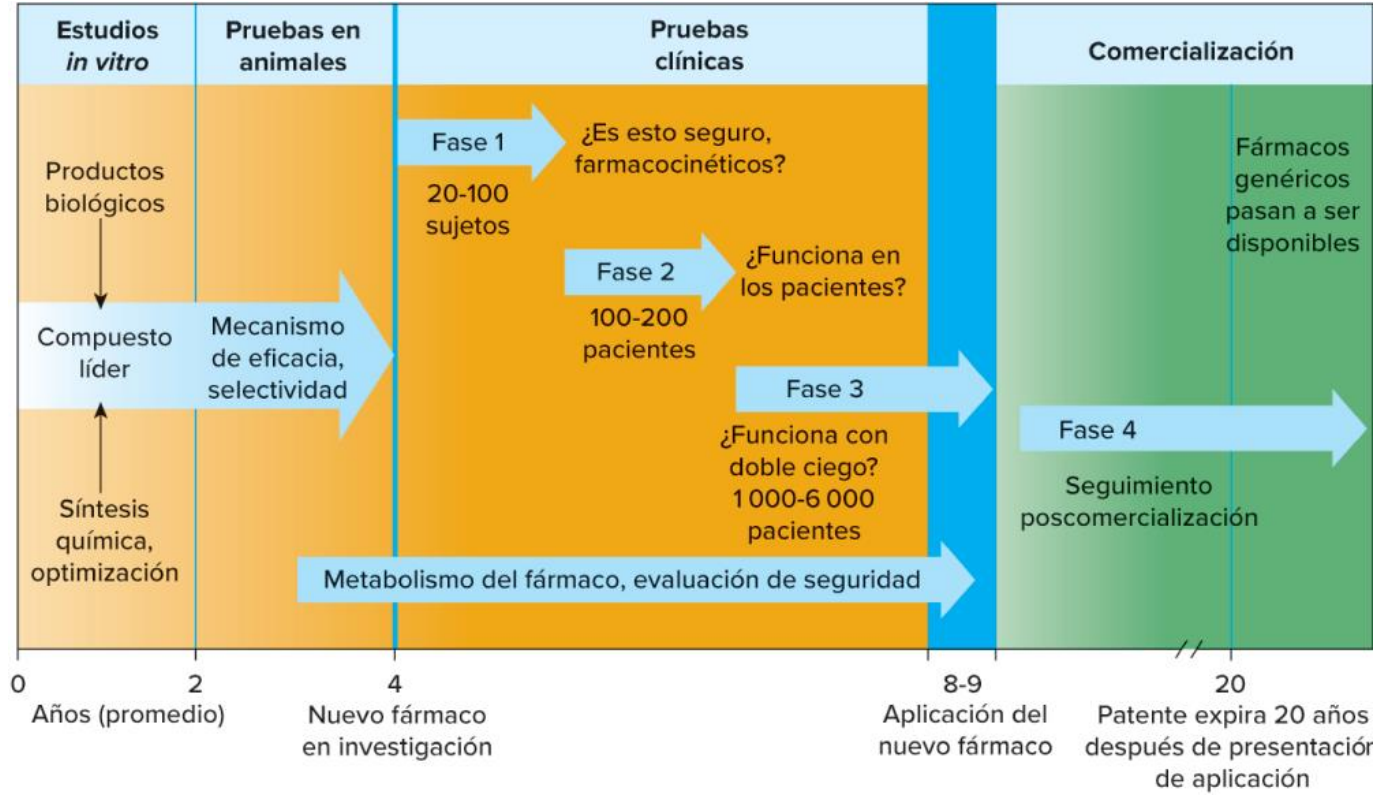 Estudios
in vitro
Pruebas en
animales
Pruebas
clínicas
Comercialización
Productos
biológicos
Compuesto
líder
Síntesis
química,
optimización
Mecanismo
de eficacia,
selectividad
Fase 1
20-100
sujetos
¿Es esto seguro,
farmacocinéticos?
Fase 2
100-200
pacientes
¿Funciona en
los pacientes?
Fase 3
¿Funciona con
doble ciego?
1 000-6 000
pacientes
Metabolismo del fármaco, evaluación de seguridad
Fármacos
genéricos
pasan a ser
disponibles
Fase 4
Seguimiento
poscomercialización
0
2
4
8-9
20
Años (promedio)
Nuevo fármaco
en investigación
Aplicación del
nuevo fármaco
Patente expira 20 años
después de presentación
de aplicación